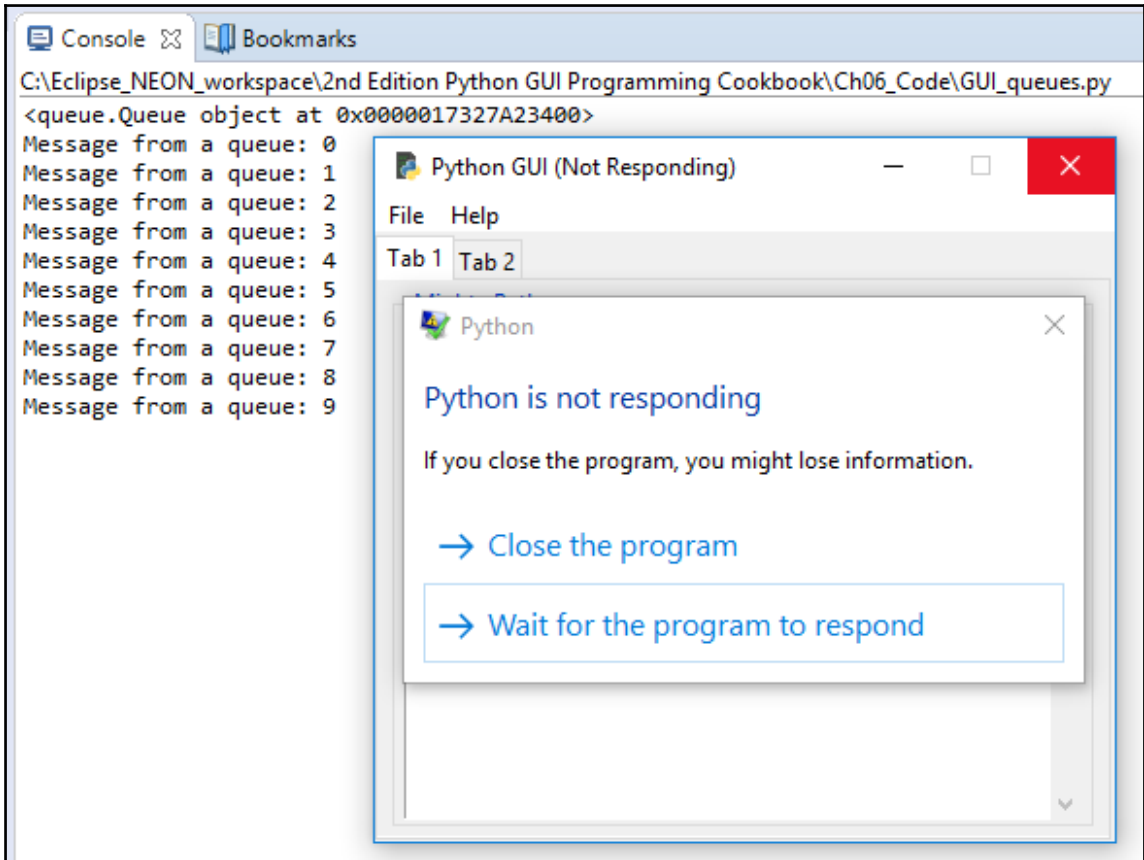 Console Bookmarks
C:\Eclipse_NEON_workspace\2nd Edition Python GUI Programming Cookbook\Ch06_Code\GUI_queues.py
<queue.Queue object at 0x0000017327A23400>
Message from a queue: 0
Message from a queue: 1
Message from a queue: 2
Message from a queue: 3
Message from a queue: 4
Message from a queue: 5
Message from a queue: 6
Message from a queue: 7
Message from a queue: 8
Message from a queue: 9
Python GUI (Not Responding)
File Help
Tab 1 Tab 2
Python
Python is not responding
If you close the program, you might lose information.
→ Close the program
→ Wait for the program to respond